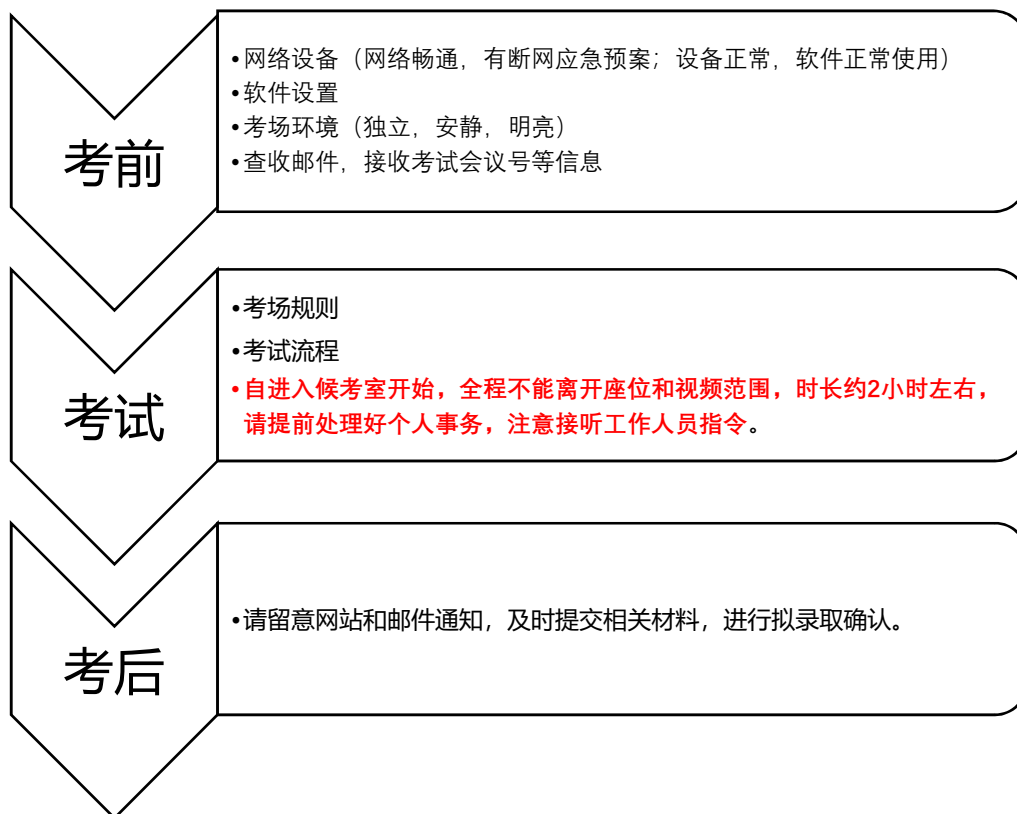 考前
•网络设备（网络畅通，有断网应急预案；设备正常，软件正常使用）
•软件设置
•考场环境（独立，安静，明亮）
•查收邮件，接收考试会议号等信息
考试
•考场规则
•考试流程
•自进入候考室开始，全程不能离开座位和视频范围，时长约2小时左右，
请提前处理好个人事务，注意接听工作人员指令。
考后
•请留意网站和邮件通知，及时提交相关材料，进行拟录取确认。